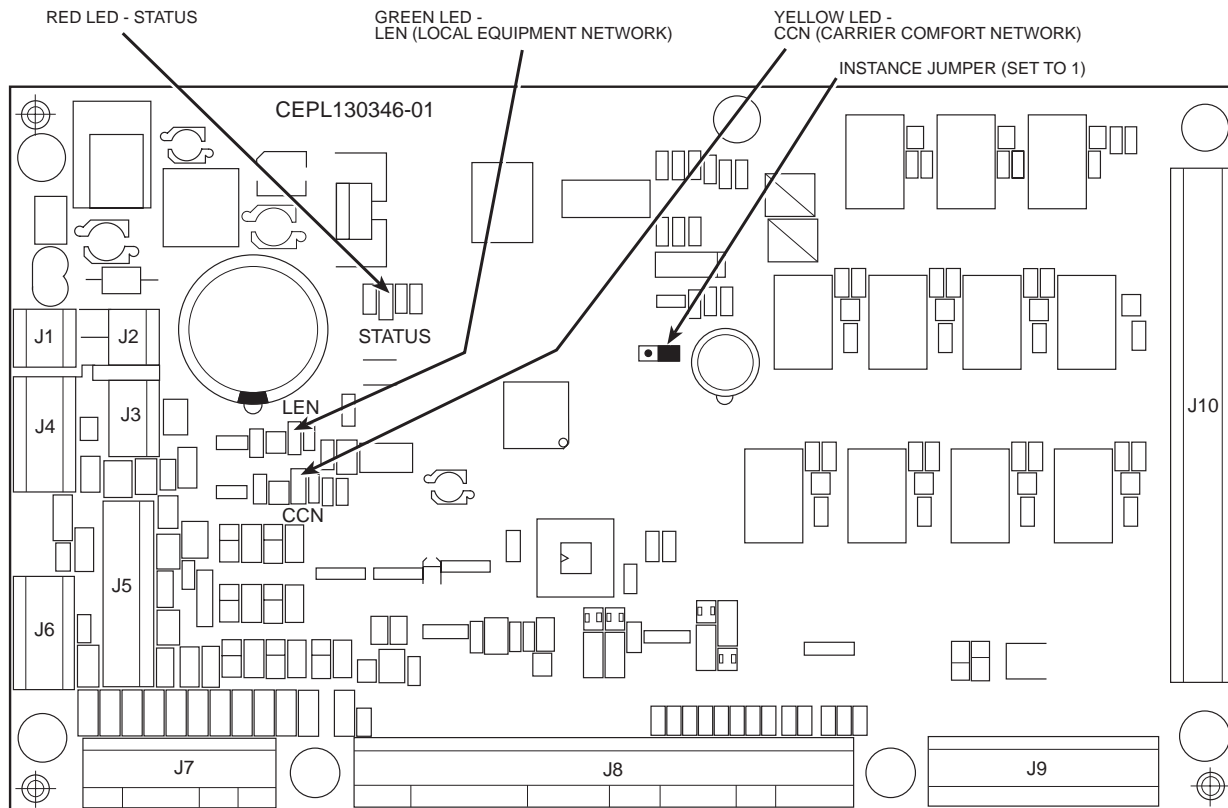 RED LED - STATUS
GREEN LED -
LEN (LOCAL EQUIPMENT NETWORK)
YELLOW LED -
CCN (CARRIER COMFORT NETWORK)
INSTANCE JUMPER (SET TO 1)
CEPL130346-01
STATUS
J1
J2
J4
J3
LEN
J10
CCN
J5
J6
J7
J8
J9